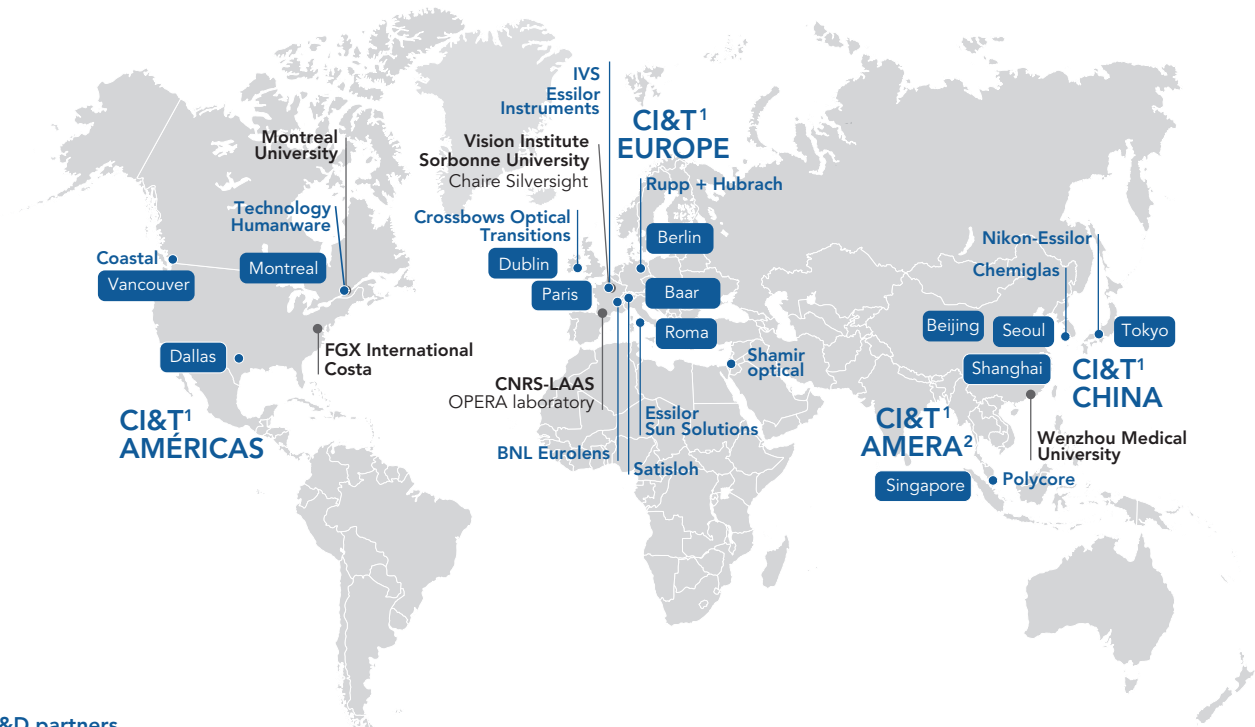 IVS
Essilor
Instruments
CI&T¹
EUROPE
Montreal
University
Vision Institute
Sorbonne University
Chaire Silversight
Rupp + Hubrach
Technology
Humanware
Crossbows Optical
Transitions
Berlin
Nikon-Essilor
Coastal
Vancouver
Montreal
Dublin
Chemiglas
Paris
Baar
Roma
Beijing
Seoul
Tokyo
Dallas
FGX International
Costa
Shamir
optical
Shanghai
CI&T¹
CHINA
CNRS-LAAS
OPERA laboratory
CI&T¹
AMÉRICAS
Essilor
Sun Solutions
CI&T¹
AMERA²
Wenzhou Medical
University
BNL Eurolens
Satisloh
Singapore
Polycore
&D partners